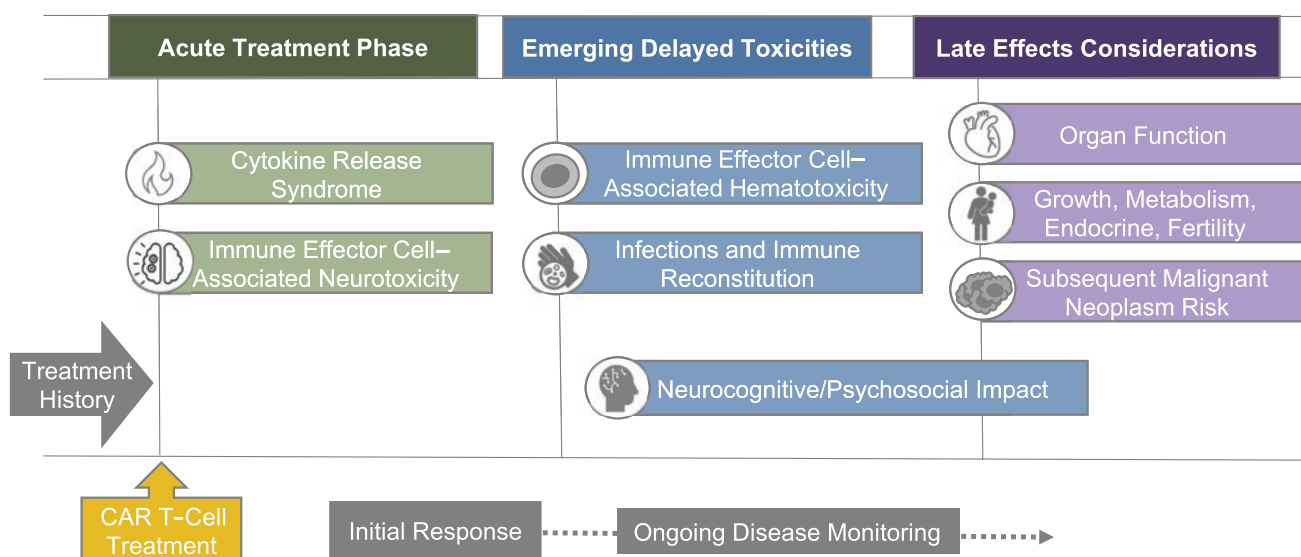 Acute Treatment Phase
Emerging Delayed Toxicities
Late Effects Considerations
Cytokine Release
Syndrome
Immune Effector Cell–
Associated Neurotoxicity
Immune Effector Cell–
Associated Hematotoxicity
Infections and Immune
Reconstitution
Organ Function
Growth, Metabolism,
Endocrine, Fertility
Subsequent Malignant
Neoplasm Risk
Treatment
History
Neurocognitive/Psychosocial Impact
CAR T-Cell
Treatment
Initial Response
Ongoing Disease Monitoring